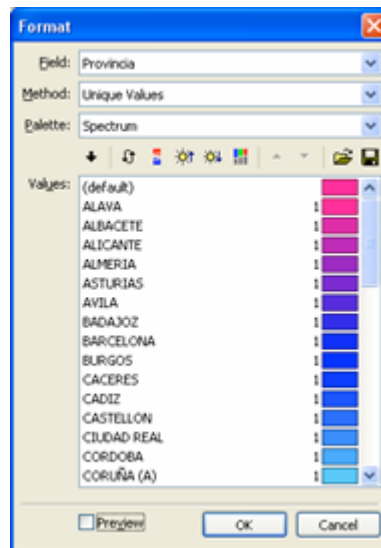 Format
Field: Provincia
Method: Unique Values
Palette: Spectrum
Values: (default)
ALAVA 1
ALBACETE 1
ALICANTE 1
ALMERIA 1
ASTURIAS 1
AVILA 1
BADAJOZ 1
BARCELONA 1
BURGOS 1
CACERES 1
CADIZ 1
CASTELLON 1
CIUDAD REAL 1
CORDOBA 1
CORUÑA (A) 1
Preview OK Cancel